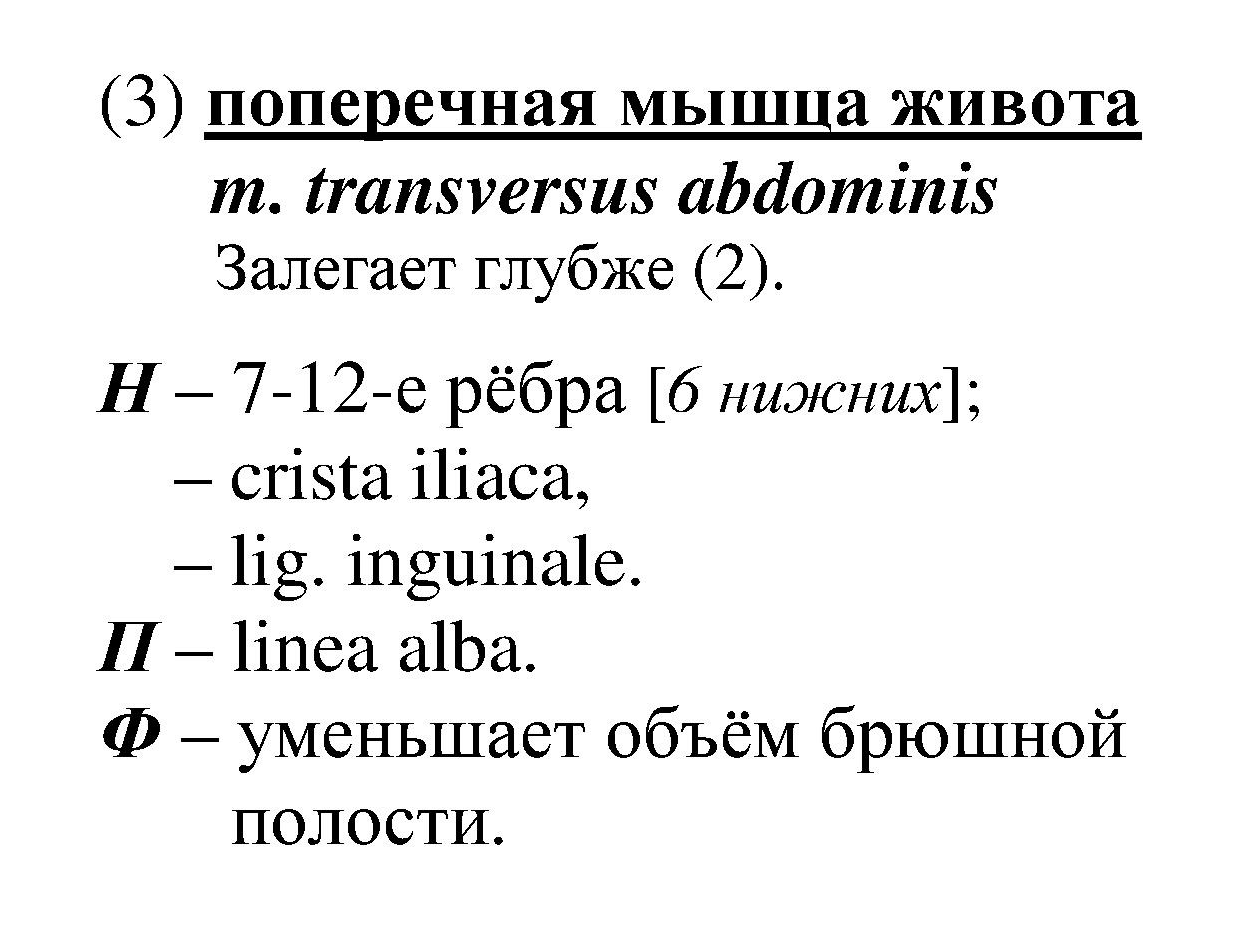 (3) поперечная мышца живота
m. transversus abdominis
Залегает глубже (2).
Н – 7-12-е рёбра [6 нижних];
– crista iliaca,
– lig. inguinale.
П – linea alba.
Ф – уменьшает объём брюшной
полости.